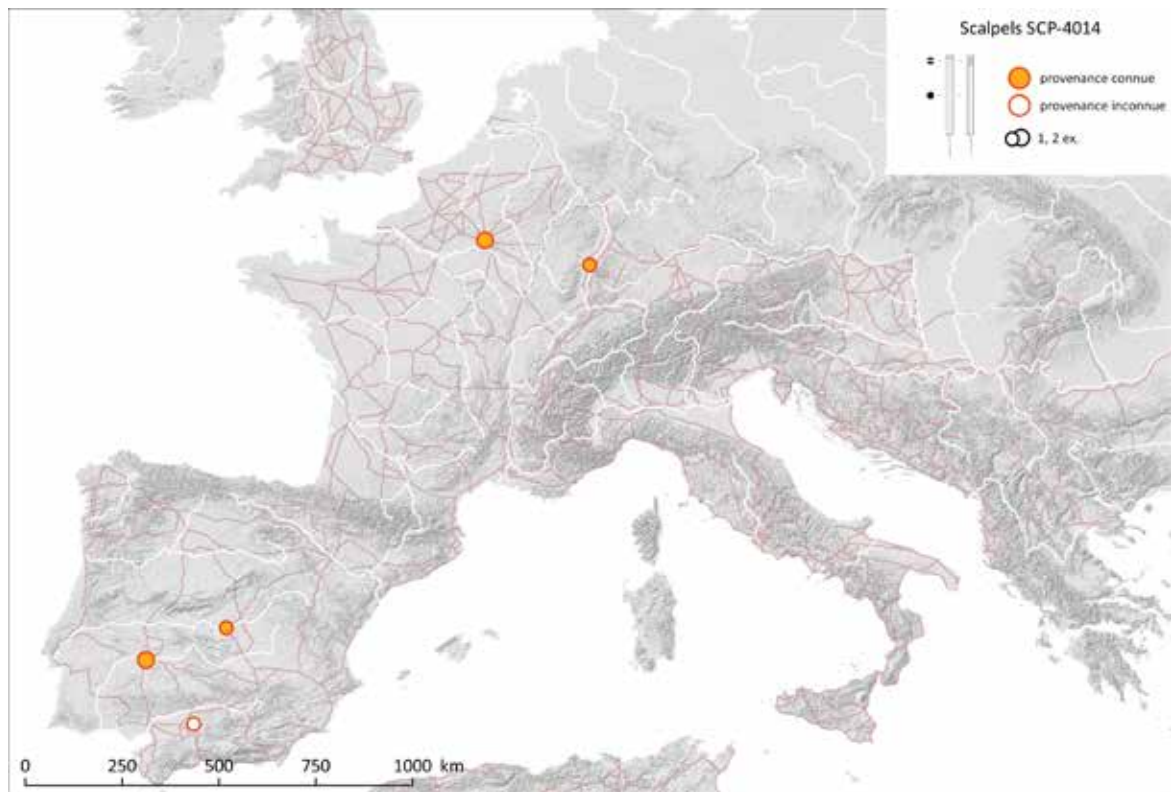 Scalpels SCP-4014
provenance connue
provenance inconnue
1, 2 ex.
0 250 500 750 1000 km